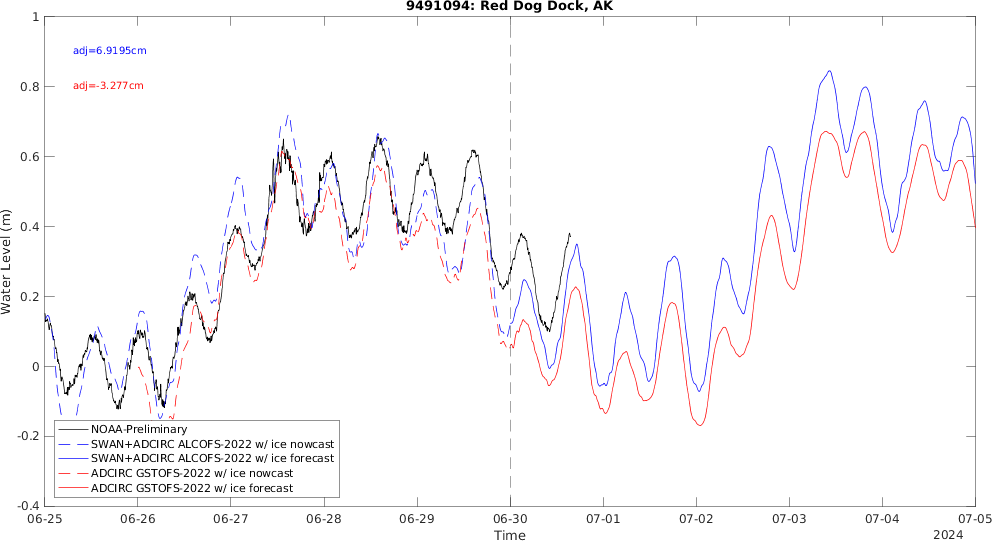 9491094: Red Dog Dock, AK
adj=6.9195cm
adj=-3.277cm
Water Level (m)
1
0.8
0.6
0.4
0.2
0
-0.2
-0.4
NOAA-Preliminary
SWAN+ADCIRC ALCOFS-2022 w/ ice nowcast
SWAN+ADCIRC ALCOFS-2022 w/ ice forecast
ADCIRC GSTOFS-2022 w/ ice nowcast
ADCIRC GSTOFS-2022 w/ ice forecast
06-25 06-26 06-27 06-28 06-29 06-30 07-01 07-02 07-03 07-04 07-05
Time
2024